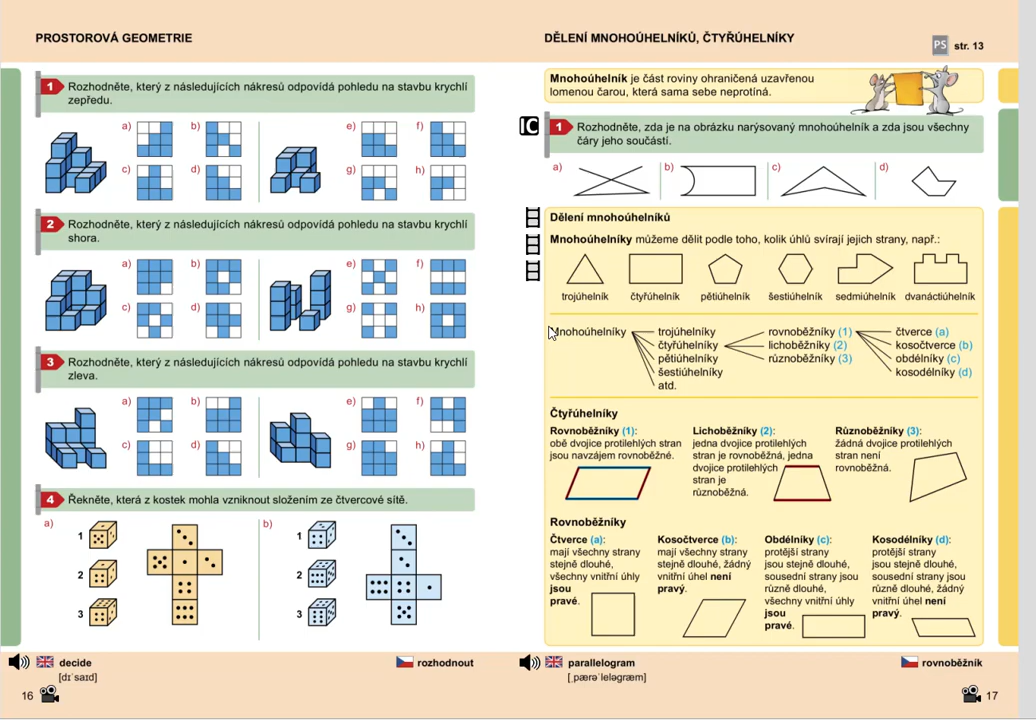 PROSTOROVÁ GEOMETRIE
1 Rozhodněte, který z následujících nákresů odpovídá pohledu na stavbu krychlí
zepředu.
a) b) e) f)
c) d) g) h)
2 Rozhodněte, který z následujících nákresů odpovídá pohledu na stavbu krychlí
shora.
a) b) e) f)
c) d) g) h)
3 Rozhodněte, který z následujících nákresů odpovídá pohledu na stavbu krychlí
zleva.
a) b) e) f)
c) d) g) h)
4 Řekněte, která z kostek mohla vzniknout složením ze čtvercové sítě.
a) b)
1 1
2 2
3 3
decide rozhodnout
[dɪˈsaɪd]
16
DĚLENÍ MNOHOÚHELNÍKŮ, ČTYŘÚHELNÍKY
PS str. 13
Mnohoúhelník je část roviny ohraničená uzavřenou
lomenou čarou, která sama sebe neprotíná.
1 Rozhodněte, zda je na obrázku narýsovaný mnohoúhelník a zda jsou všechny
čáry jeho součástí.
a) b) c) d)
Dělení mnohoúhelníků
Mnohoúhelníky můžeme dělit podle toho, kolik úhlů svírají jejich strany, např.:
trojúhelník čtyřúhelník pětiúhelník šestiúhelník sedmiúhelník dvanáctiúhelník
Mnohoúhelníky
trojúhelníky
čtyřúhelníky
pětiúhelníky
šestiúhelníky
atd.
rovnoběžníky (1)
lichoběžníky (2)
různoběžníky (3)
čtverce (a)
kosočtverce (b)
obdélníky (c)
kosodélníky (d)
Čtyřúhelníky
Rovnoběžníky (1):
obě dvojice protilehlých stran
jsou navzájem rovnoběžné.
Lichoběžníky (2):
jedna dvojice protilehlých
stran je rovnoběžná, jedna
dvojice protilehlých
stran je
různoběžná.
Různoběžníky (3):
žádná dvojice protilehlých
stran není
rovnoběžná.
Rovnoběžníky
Čtverce (a):
mají všechny strany
stejně dlouhé,
všechny vnitřní úhly
jsou
pravé.
Kosočtverce (b):
mají všechny strany
stejně dlouhé, žádný
vnitřní úhel není
pravý.
Obdélníky (c):
protější strany
jsou stejně dlouhé,
sousední strany jsou
různě dlouhé,
všechny vnitřní úhly
jsou
pravé.
Kosodélníky (d):
protější strany
jsou stejně dlouhé,
sousední strany jsou
různě dlouhé, žádný
vnitřní úhel není
pravý.
parallelogram rovnoběžník
[ˌpærəˈleləgræm]
17